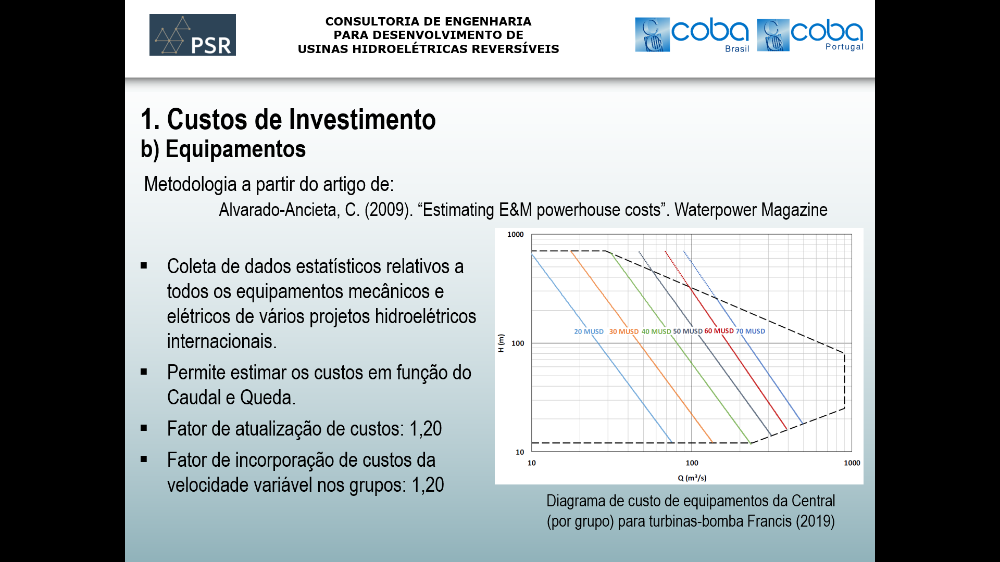 PSR
CONSULTORIA DE ENGENHARIA
PARA DESENVOLVIMENTO DE
USINAS HIDROELÉTRICAS REVERSÍVEIS
coba
Brasil
coba
Portugal
1. Custos de Investimento
b) Equipamentos
Metodologia a partir do artigo de:
Alvarado-Ancieta, C. (2009). “Estimating E&M powerhouse costs”. Waterpower Magazine
▪ Coleta de dados estatísticos relativos a
todos os equipamentos mecânicos e
elétricos de vários projetos hidroelétricos
internacionais.
▪ Permite estimar os custos em função do
Caudal e Queda.
▪ Fator de atualização de custos: 1,20
▪ Fator de incorporação de custos da
velocidade variável nos grupos: 1,20
1000
100
10
H (m)
20 MUSD 30 MUSD 40 MUSD 50 MUSD 60 MUSD 70 MUSD
10 100 1000
Q (m³/s)
Diagrama de custo de equipamentos da Central
(por grupo) para turbinas-bomba Francis (2019)